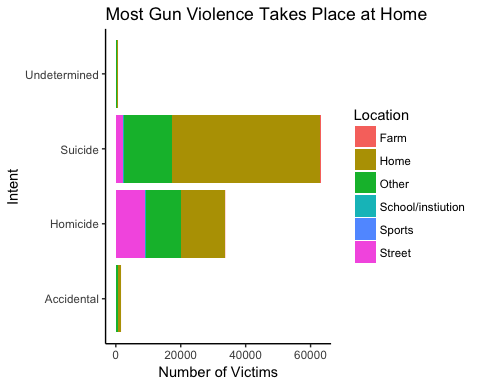 Most Gun Violence Takes Place at Home
Intent
Undetermined
Suicide
Homicide
Accidental
0
20000
40000
60000
Number of Victims
Location
Farm
Home
Other
School/instiution
Sports
Street